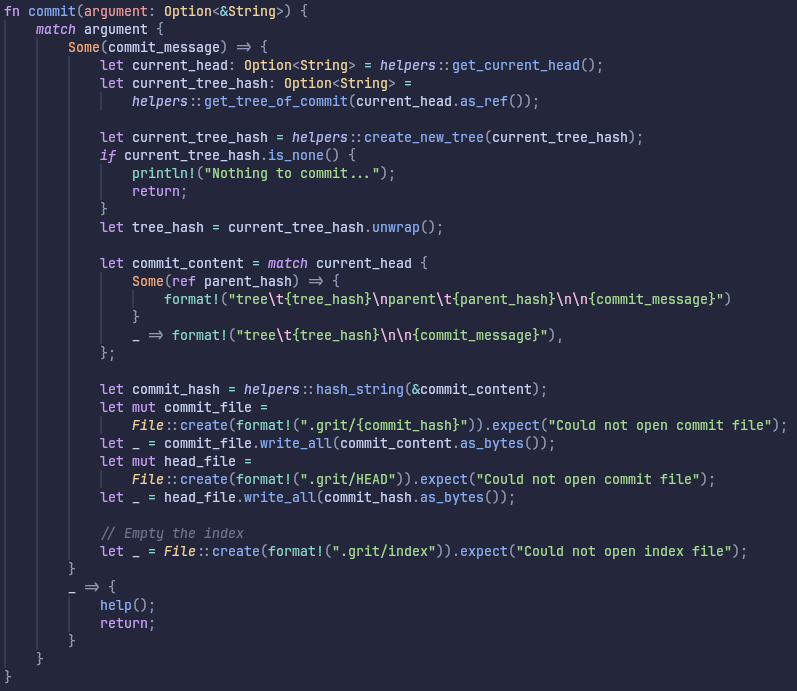 fn commit(argument: Option<&String>) {
    match argument {
        Some(commit_message) => {
            let current_head: Option<String> = helpers::get_current_head();
            let current_tree_hash: Option<String> =
                helpers::get_tree_of_commit(current_head.as_ref());

            let current_tree_hash = helpers::create_new_tree(current_tree_hash);
            if current_tree_hash.is_none() {
                println!("Nothing to commit...");
                return;
            }
            let tree_hash = current_tree_hash.unwrap();

            let commit_content = match current_head {
                Some(ref parent_hash) => {
                    format!("tree\t{tree_hash}\nparent\t{parent_hash}\n\n{commit_message}")
                }
                _ => format!("tree\t{tree_hash}\n\n{commit_message}"),
            };

            let commit_hash = helpers::hash_string(&commit_content);
            let mut commit_file =
                File::create(format!(".grit/{commit_hash}")).expect("Could not open commit file");
            let _ = commit_file.write_all(commit_content.as_bytes());
            let mut head_file =
                File::create(format!(".grit/HEAD")).expect("Could not open commit file");
            let _ = head_file.write_all(commit_hash.as_bytes());

            // Empty the index
            let _ = File::create(format!(".grit/index")).expect("Could not open index file");
        }
        _ => {
            help();
            return;
        }
    }
}